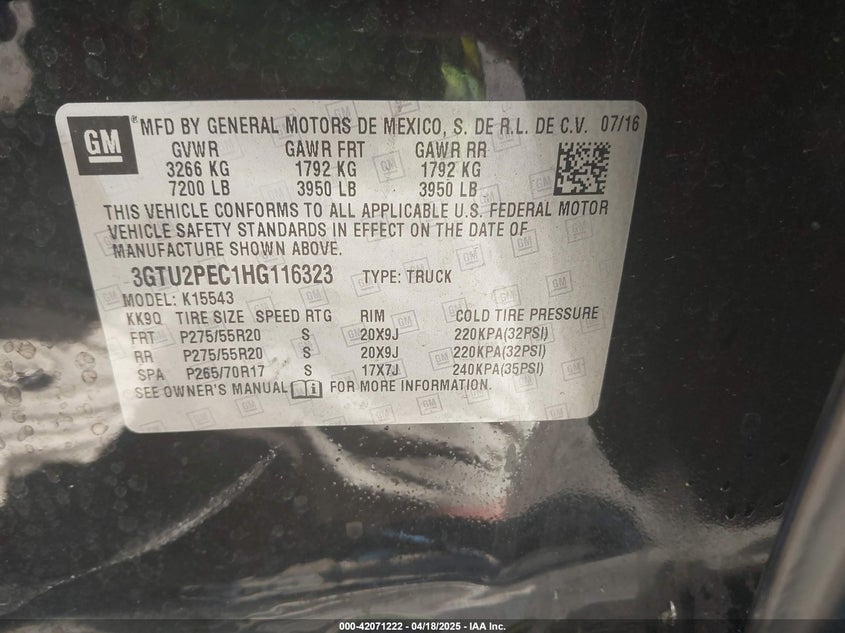 GM ® MFD BY GENERAL MOTORS DE MEXICO, S. DE R.L. DE C.V. 07/16
GVWR GAWR FRT GAWR RR
3266 KG 1792 KG 1792 KG
7200 LB 3950 LB 3950 LB
THIS VEHICLE CONFORMS TO ALL APPLICABLE U.S. FEDERAL MOTOR
VEHICLE SAFETY STANDARDS IN EFFECT ON THE DATE OF
MANUFACTURE SHOWN ABOVE.
3GTU2PEC1HG116323 TYPE: TRUCK
MODEL: K15543
KK9Q TIRE SIZE SPEED RTG RIM COLD TIRE PRESSURE
FRT P275/55R20 S 20X9J 220KPA(32PSI)
RR P275/55R20 S 20X9J 220KPA(32PSI)
SPA P265/70R17 S 17X7J 240KPA(35PSI)
SEE OWNER'S MANUAL i FOR MORE INFORMATION.
000-42071222 - 04/18/2025 - IAA Inc.